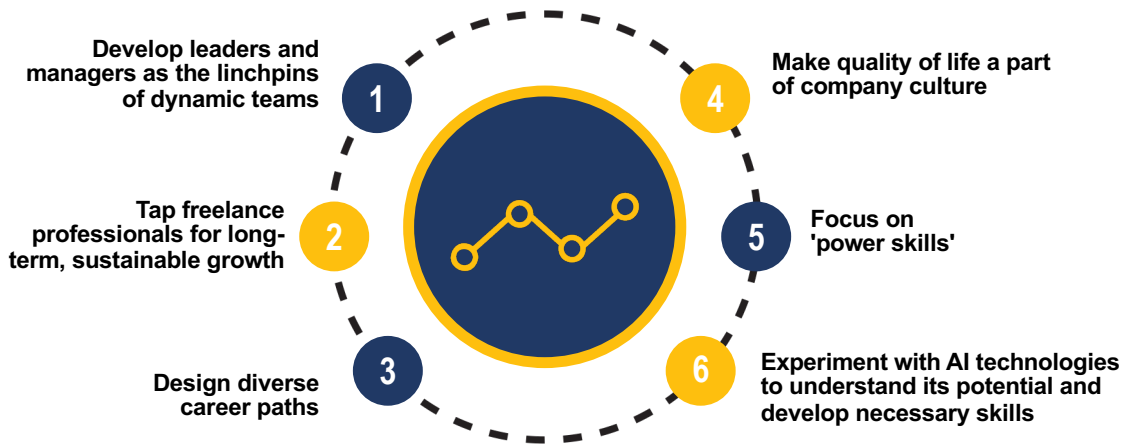 1
Develop leaders and
managers as the linchpins
of dynamic teams
2
Tap freelance
professionals for long-
term, sustainable growth
3
Design diverse
career paths
4
Make quality of life a part
of company culture
5
Focus on
'power skills'
6
Experiment with AI technologies
to understand its potential and
develop necessary skills